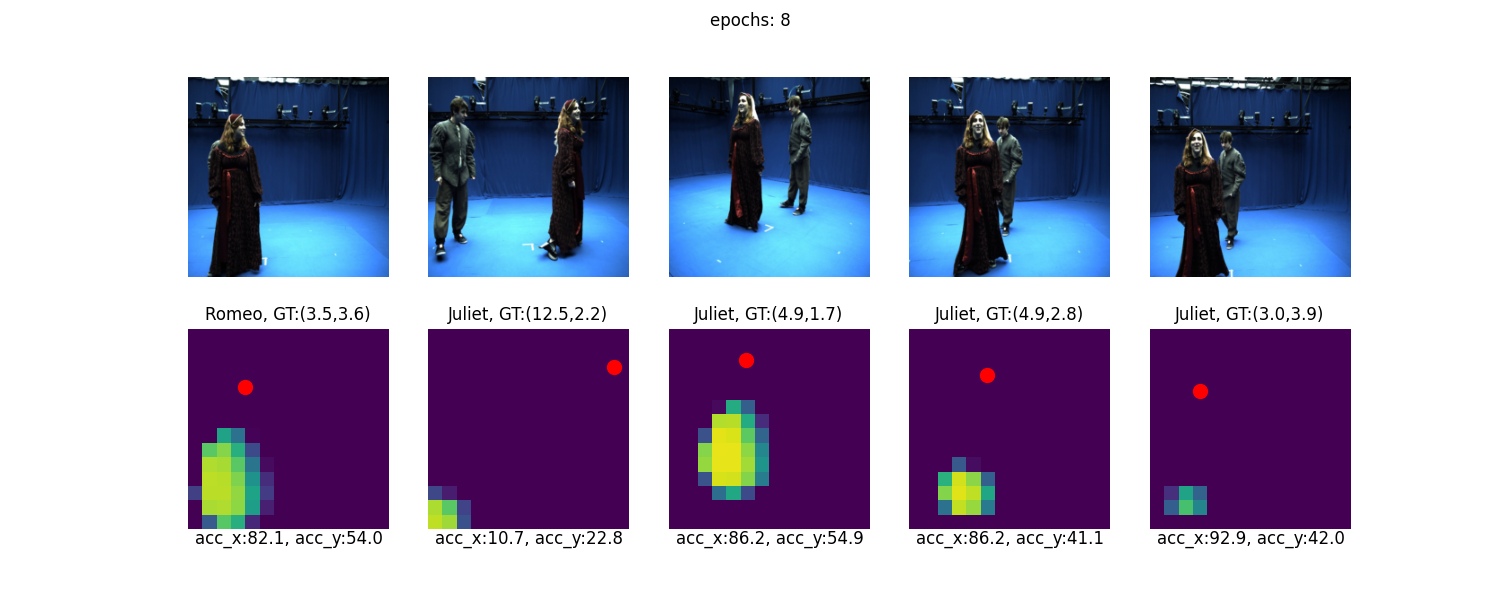 epochs: 8
Romeo, GT:(3.5,3.6)
Juliet, GT:(12.5,2.2)
Juliet, GT:(4.9,1.7)
Juliet, GT:(4.9,2.8)
Juliet, GT:(3.0,3.9)
acc_x:82.1, acc_y:54.0
acc_x:10.7, acc_y:22.8
acc_x:86.2, acc_y:54.9
acc_x:86.2, acc_y:41.1
acc_x:92.9, acc_y:42.0